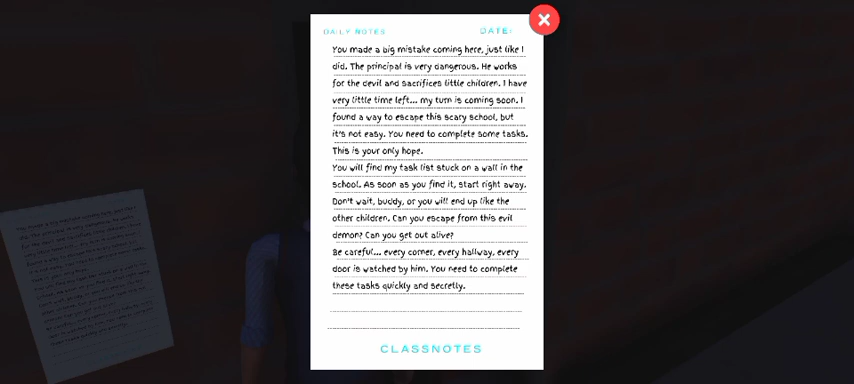 DAILY NOTES
DATE:
You made a big mistake coming here, just like I
did. The principal is very dangerous. He works
for the devil and sacrifices little children. I have
very little time left... my turn is coming soon. I
found a way to escape this scary school, but
it's not easy. You need to complete some tasks.
This is your only hope.
You will find my task list stuck on a wall in the
school. As soon as you find it, start right away.
Don't wait, buddy, or you will end up like the
other children. Can you escape from this evil
demon? Can you get out alive?
Be careful... every corner, every hallway, every
door is watched by him. You need to complete
these tasks quickly and secretly.
CLASSNOTES